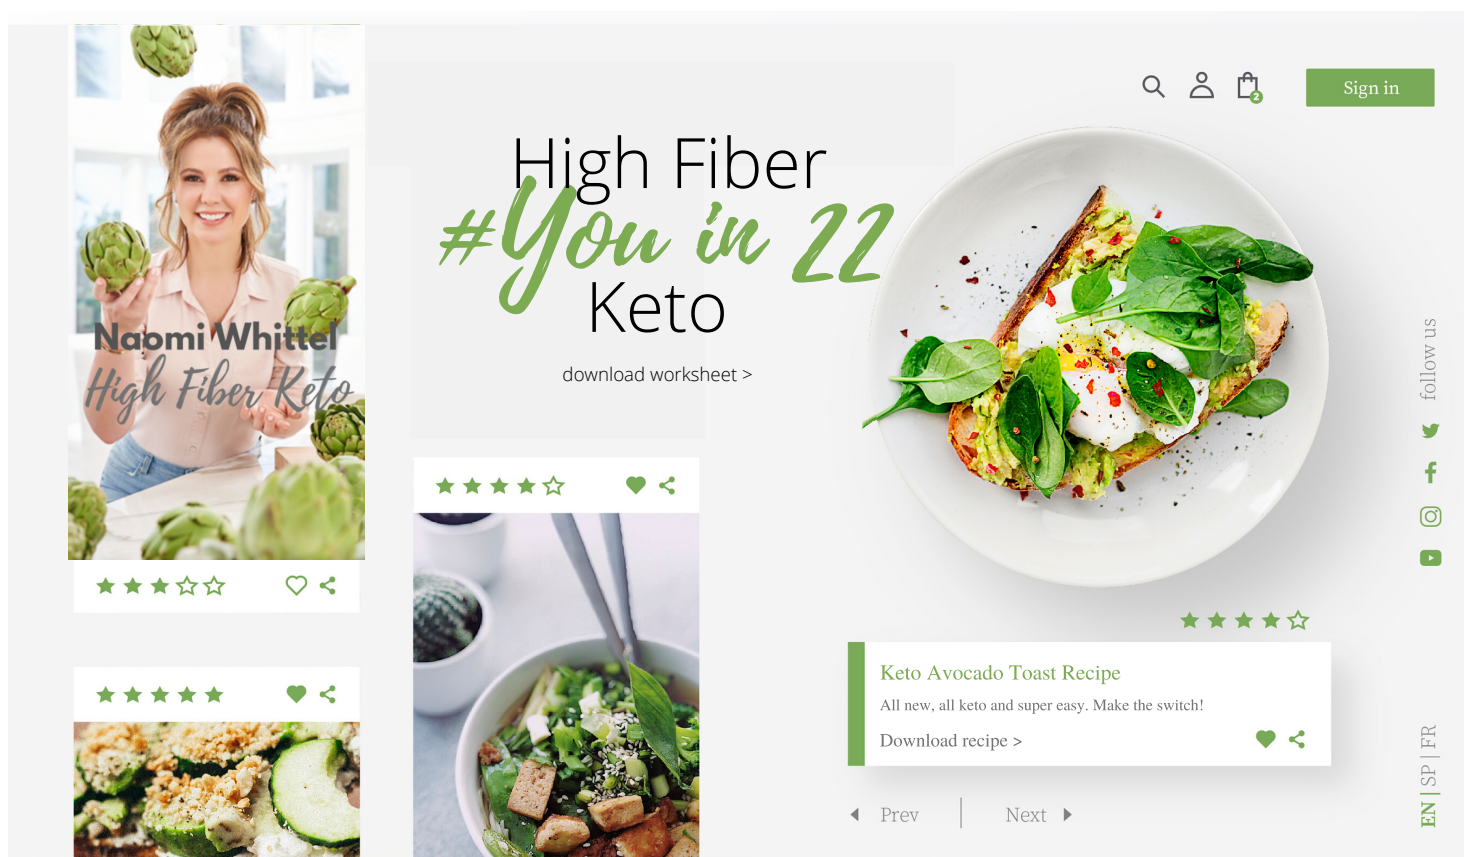 Sign in
2
High Fiber
#You in 22
Keto
download worksheet >
Naomi Whittel
High Fiber Keto
follow us
Keto Avocado Toast Recipe
All new, all keto and super easy. Make the switch!
Download recipe >
Prev
Next
EN | SP | FR